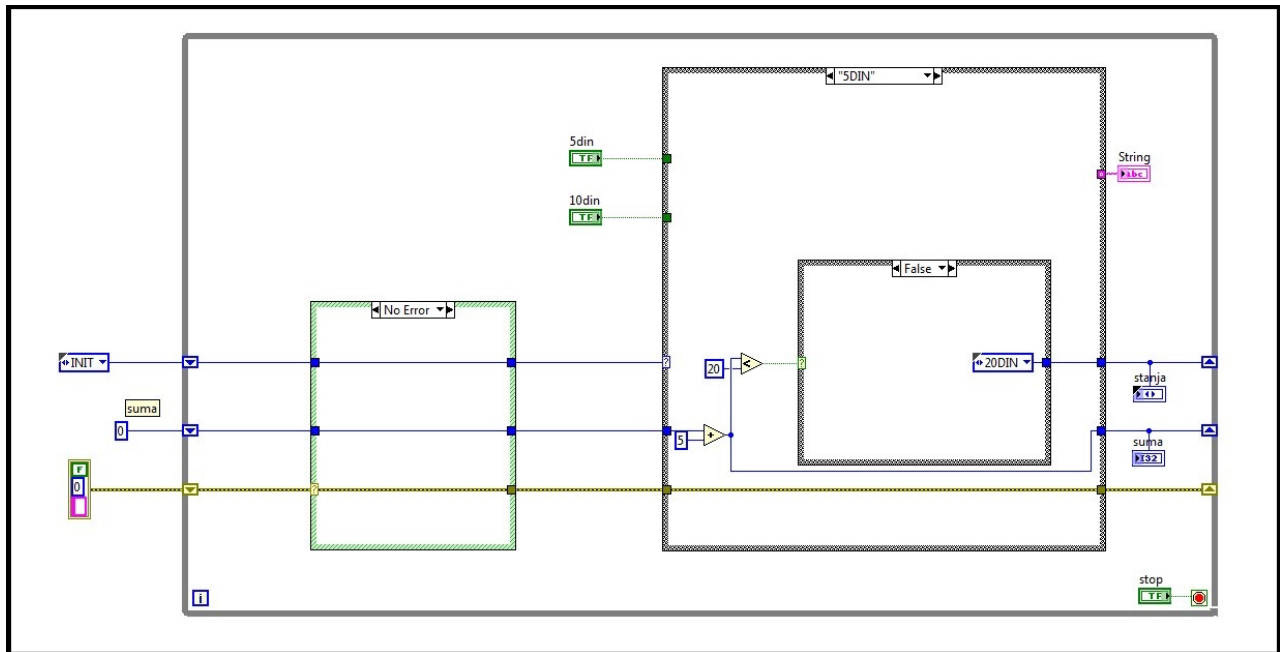 "5DIN"
5din
TF
String
abc
10din
TF
False
No Error
INIT
20
20DIN
stanja
suma
0
5
suma
I32
F
0
i
stop
TF